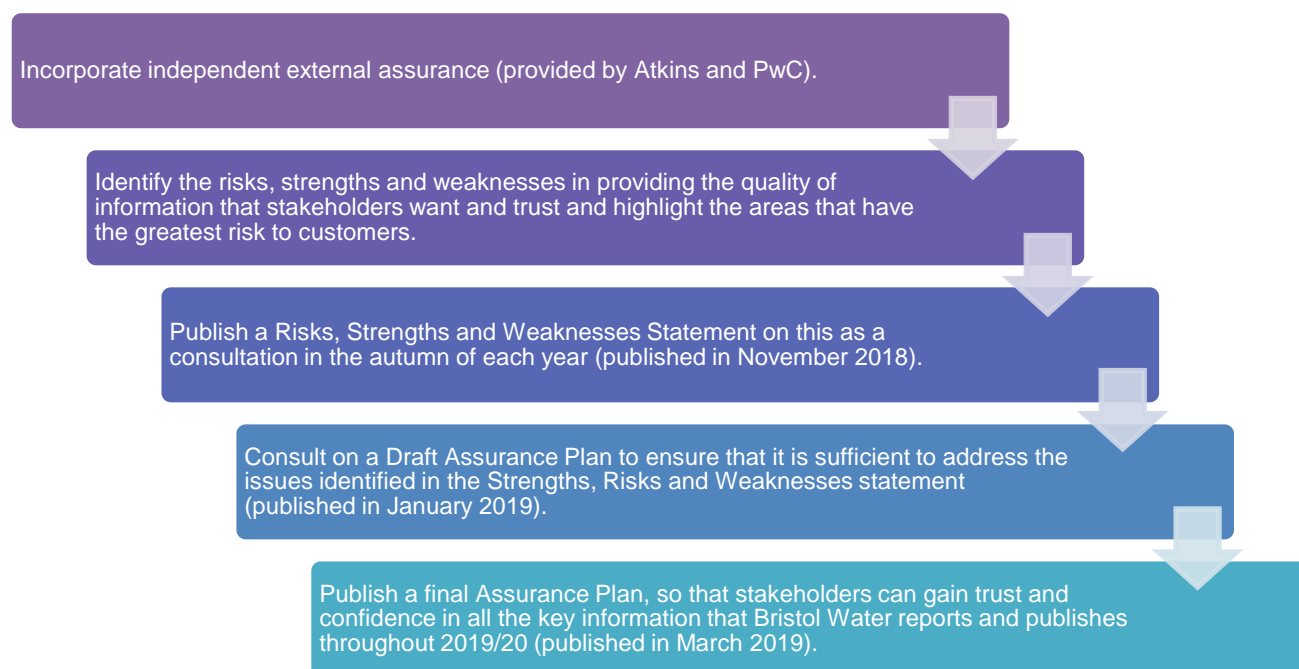 Incorporate independent external assurance (provided by Atkins and PwC).
Identify the risks, strengths and weaknesses in providing the quality of
information that stakeholders want and trust and highlight the areas that have
the greatest risk to customers.
Publish a Risks, Strengths and Weaknesses Statement on this as a
consultation in the autumn of each year (published in November 2018).
Consult on a Draft Assurance Plan to ensure that it is sufficient to address the
issues identified in the Strengths, Risks and Weaknesses statement
(published in January 2019).
Publish a final Assurance Plan, so that stakeholders can gain trust and
confidence in all the key information that Bristol Water reports and publishes
throughout 2019/20 (published in March 2019).